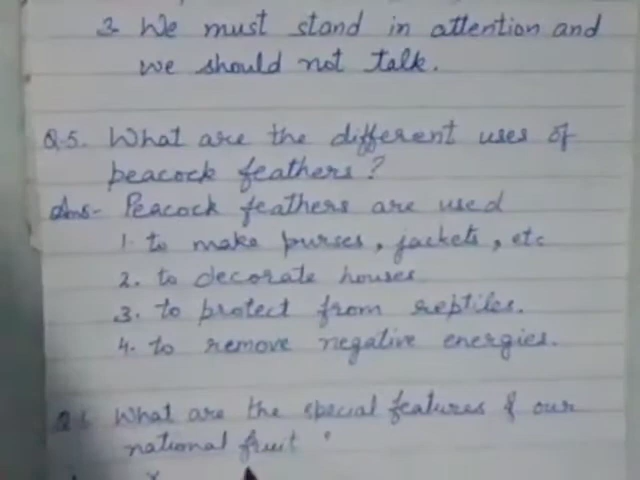 3. We must stand in attention and
we should not talk.
Q.5. What are the different uses of
peacock feathers?
Ans- Peacock feathers are used
1. to make purses, jackets, etc
2. to decorate houses
3. to protect from reptiles.
4. to remove negative energies.
What are the special features of our
national fruit